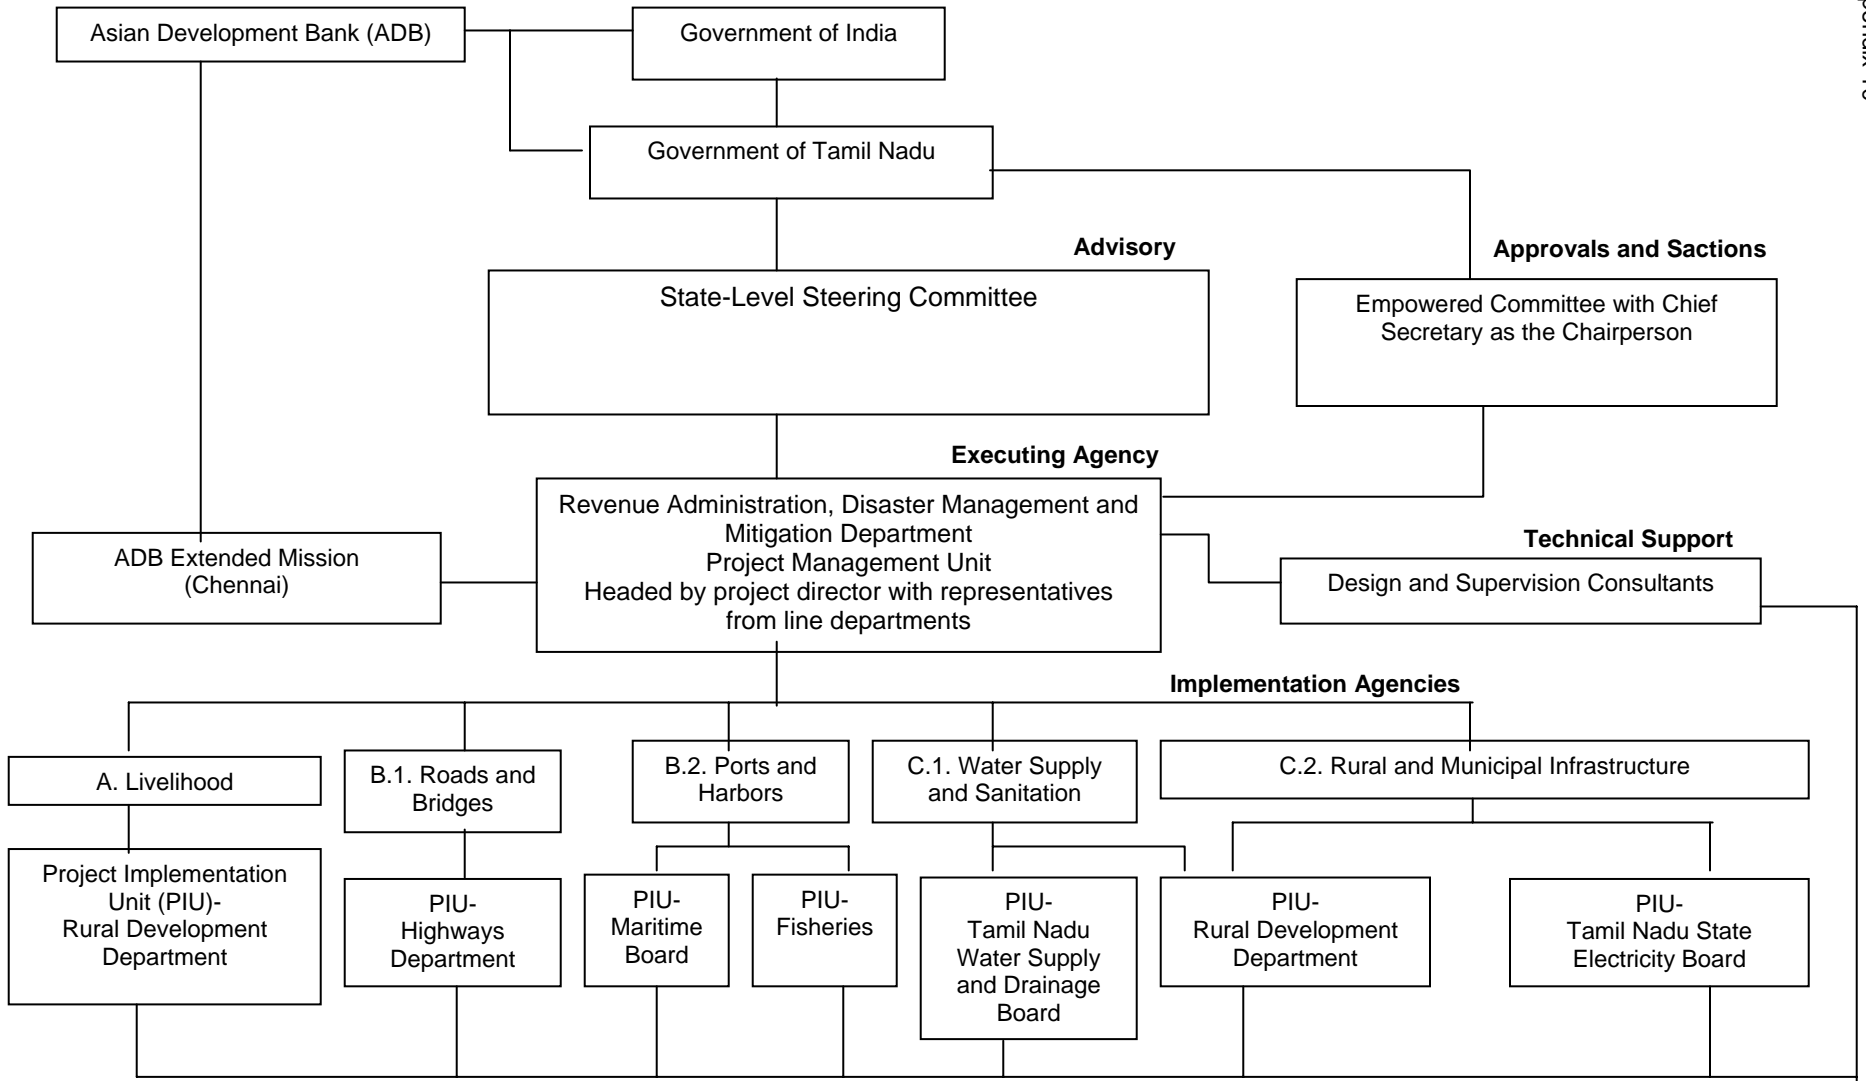 Asian Development Bank (ADB)
Government of India
Government of Tamil Nadu
Advisory
Approvals and Sactions
State-Level Steering Committee
Empowered Committee with Chief
Secretary as the Chairperson
Executing Agency
Revenue Administration, Disaster Management and
Mitigation Department
Project Management Unit
Headed by project director with representatives
from line departments
ADB Extended Mission
(Chennai)
Technical Support
Design and Supervision Consultants
Implementation Agencies
A. Livelihood
B.1. Roads and
Bridges
B.2. Ports and
Harbors
C.1. Water Supply
and Sanitation
C.2. Rural and Municipal Infrastructure
Project Implementation
Unit (PIU)-
Rural Development
Department
PIU-
Highways
Department
PIU-
Maritime
Board
PIU-
Fisheries
PIU-
Tamil Nadu
Water Supply
and Drainage
Board
PIU-
Rural Development
Department
PIU-
Tamil Nadu State
Electricity Board